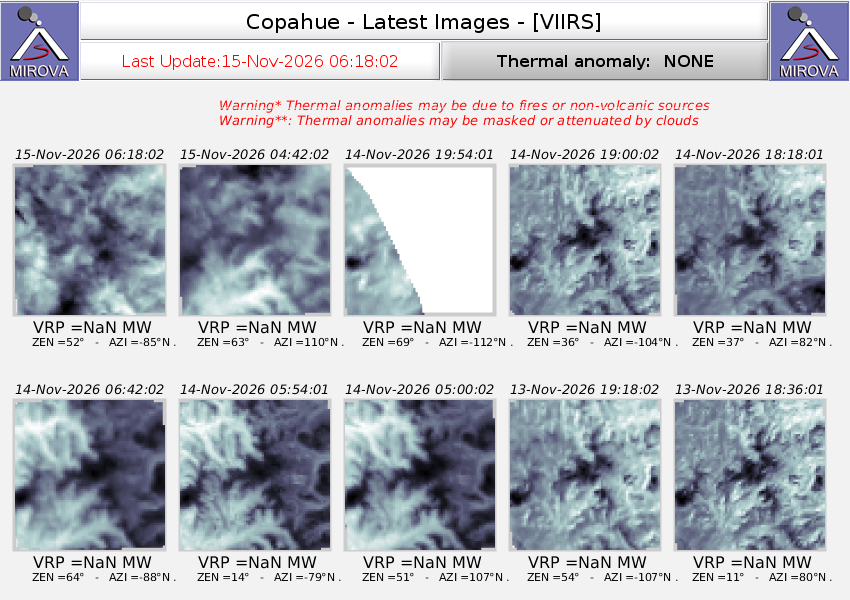 Copahue - Latest Images - [VIIRS]
MIROVA
Last Update:15-Nov-2026 06:18:02
Thermal anomaly: NONE
MIROVA
Warning* Thermal anomalies may be due to fires or non-volcanic sources
Warning**: Thermal anomalies may be masked or attenuated by clouds
15-Nov-2026 06:18:02 15-Nov-2026 04:42:02 14-Nov-2026 19:54:01 14-Nov-2026 19:00:02 14-Nov-2026 18:18:01
VRP =NaN MW VRP =NaN MW VRP =NaN MW VRP =NaN MW VRP =NaN MW
ZEN =52° - AZI =-85°N . ZEN =63° - AZI =110°N . ZEN =69° - AZI =-112°N . ZEN =36° - AZI =-104°N . ZEN =37° - AZI =82°N .
14-Nov-2026 06:42:02 14-Nov-2026 05:54:01 14-Nov-2026 05:00:02 13-Nov-2026 19:18:02 13-Nov-2026 18:36:01
VRP =NaN MW VRP =NaN MW VRP =NaN MW VRP =NaN MW VRP =NaN MW
ZEN =64° - AZI =-88°N . ZEN =14° - AZI =-79°N . ZEN =51° - AZI =107°N . ZEN =54° - AZI =-107°N . ZEN =11° - AZI =80°N .